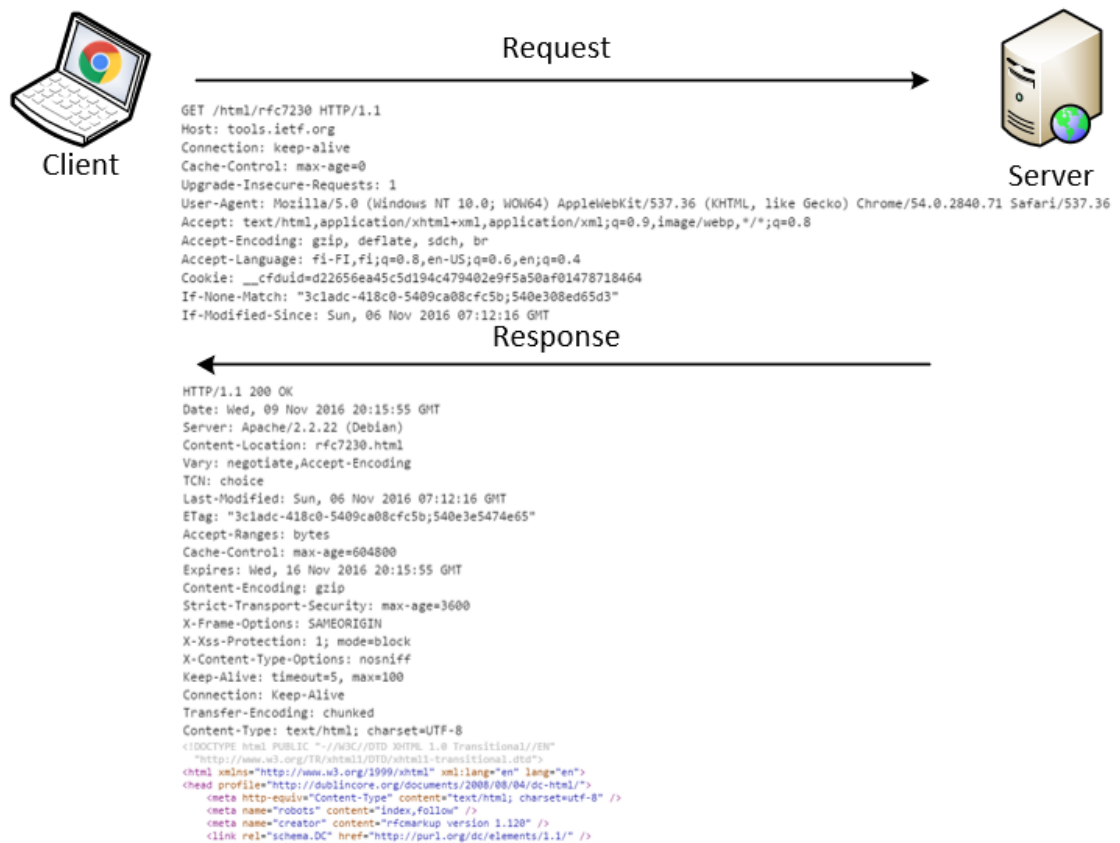 Request
Client
Server
GET /html/rfc7230 HTTP/1.1
Host: tools.ietf.org
Connection: keep-alive
Cache-Control: max-age=0
Upgrade-Insecure-Requests: 1
User-Agent: Mozilla/5.0 (Windows NT 10.0; WOW64) AppleWebKit/537.36 (KHTML, like Gecko) Chrome/54.0.2840.71 Safari/537.36
Accept: text/html,application/xhtml+xml,application/xml;q=0.9,image/webp,*/*;q=0.8
Accept-Encoding: gzip, deflate, sdch, br
Accept-Language: fi-FI,fi;q=0.8,en-US;q=0.6,en;q=0.4
Cookie: __cfduid=d22656ea45c5d194c479402e9f5a50af01478718464
If-None-Match: "3c1adc-418c0-5409ca08cfc5b;540e308ed65d3"
If-Modified-Since: Sun, 06 Nov 2016 07:12:16 GMT
Response
HTTP/1.1 200 OK
Date: Wed, 09 Nov 2016 20:15:55 GMT
Server: Apache/2.2.22 (Debian)
Content-Location: rfc7230.html
Vary: negotiate,Accept-Encoding
TCN: choice
Last-Modified: Sun, 06 Nov 2016 07:12:16 GMT
ETag: "3c1adc-418c0-5409ca08cfc5b;540e3e5474e65"
Accept-Ranges: bytes
Cache-Control: max-age=604800
Expires: Wed, 16 Nov 2016 20:15:55 GMT
Content-Encoding: gzip
Strict-Transport-Security: max-age=3600
X-Frame-Options: SAMEORIGIN
X-Xss-Protection: 1; mode=block
X-Content-Type-Options: nosniff
Keep-Alive: timeout=5, max=100
Connection: Keep-Alive
Transfer-Encoding: chunked
Content-Type: text/html; charset=UTF-8
<!DOCTYPE html PUBLIC "-//W3C//DTD XHTML 1.0 Transitional//EN"
"http://www.w3.org/TR/xhtml1/DTD/xhtml1-transitional.dtd">
<html xmlns="http://www.w3.org/1999/xhtml" xml:lang="en" lang="en">
<head profile="http://dublincore.org/documents/2008/08/04/dc-html/">
<meta http-equiv="Content-Type" content="text/html; charset=utf-8" />
<meta name="robots" content="index,follow" />
<meta name="creator" content="rfcmarkup version 1.120" />
<link rel="schema.DC" href="http://purl.org/dc/elements/1.1/" />